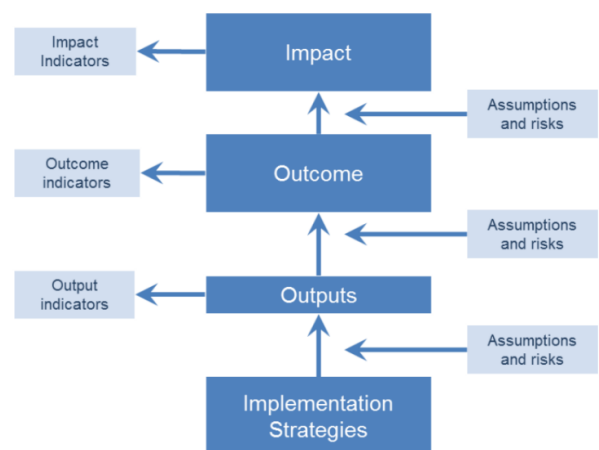 Impact
Indicators
Impact
Assumptions
and risks
Outcome
indicators
Outcome
Assumptions
and risks
Output
indicators
Outputs
Assumptions
and risks
Implementation
Strategies